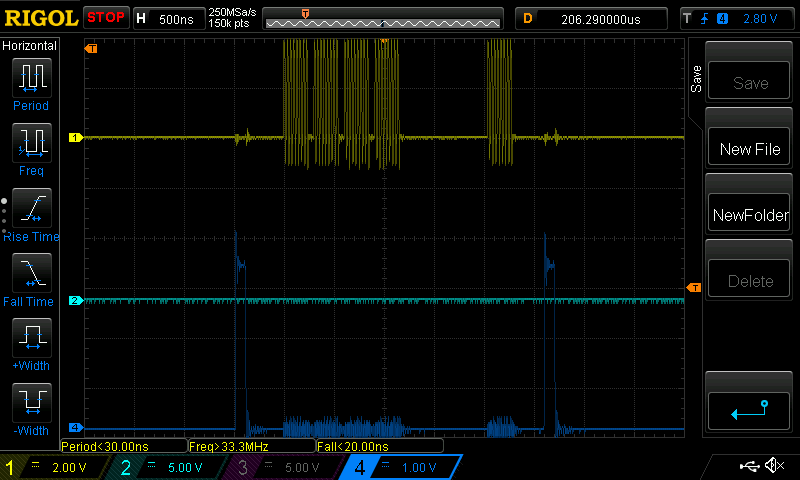 RIGOL STOP H 500ns 250MSa/s 150k pts T D 206.290000us T 4 2.80 V
Horizontal
Period
Freq
Rise Time
Fall Time
+Width
-Width
T
1
2
4
T
Save
Save
New File
NewFolder
Delete
Period<30.00ns Freq>33.3MHz Fall<20.00ns
1 2.00 V 2 5.00 V 3 5.00 V 4 1.00 V